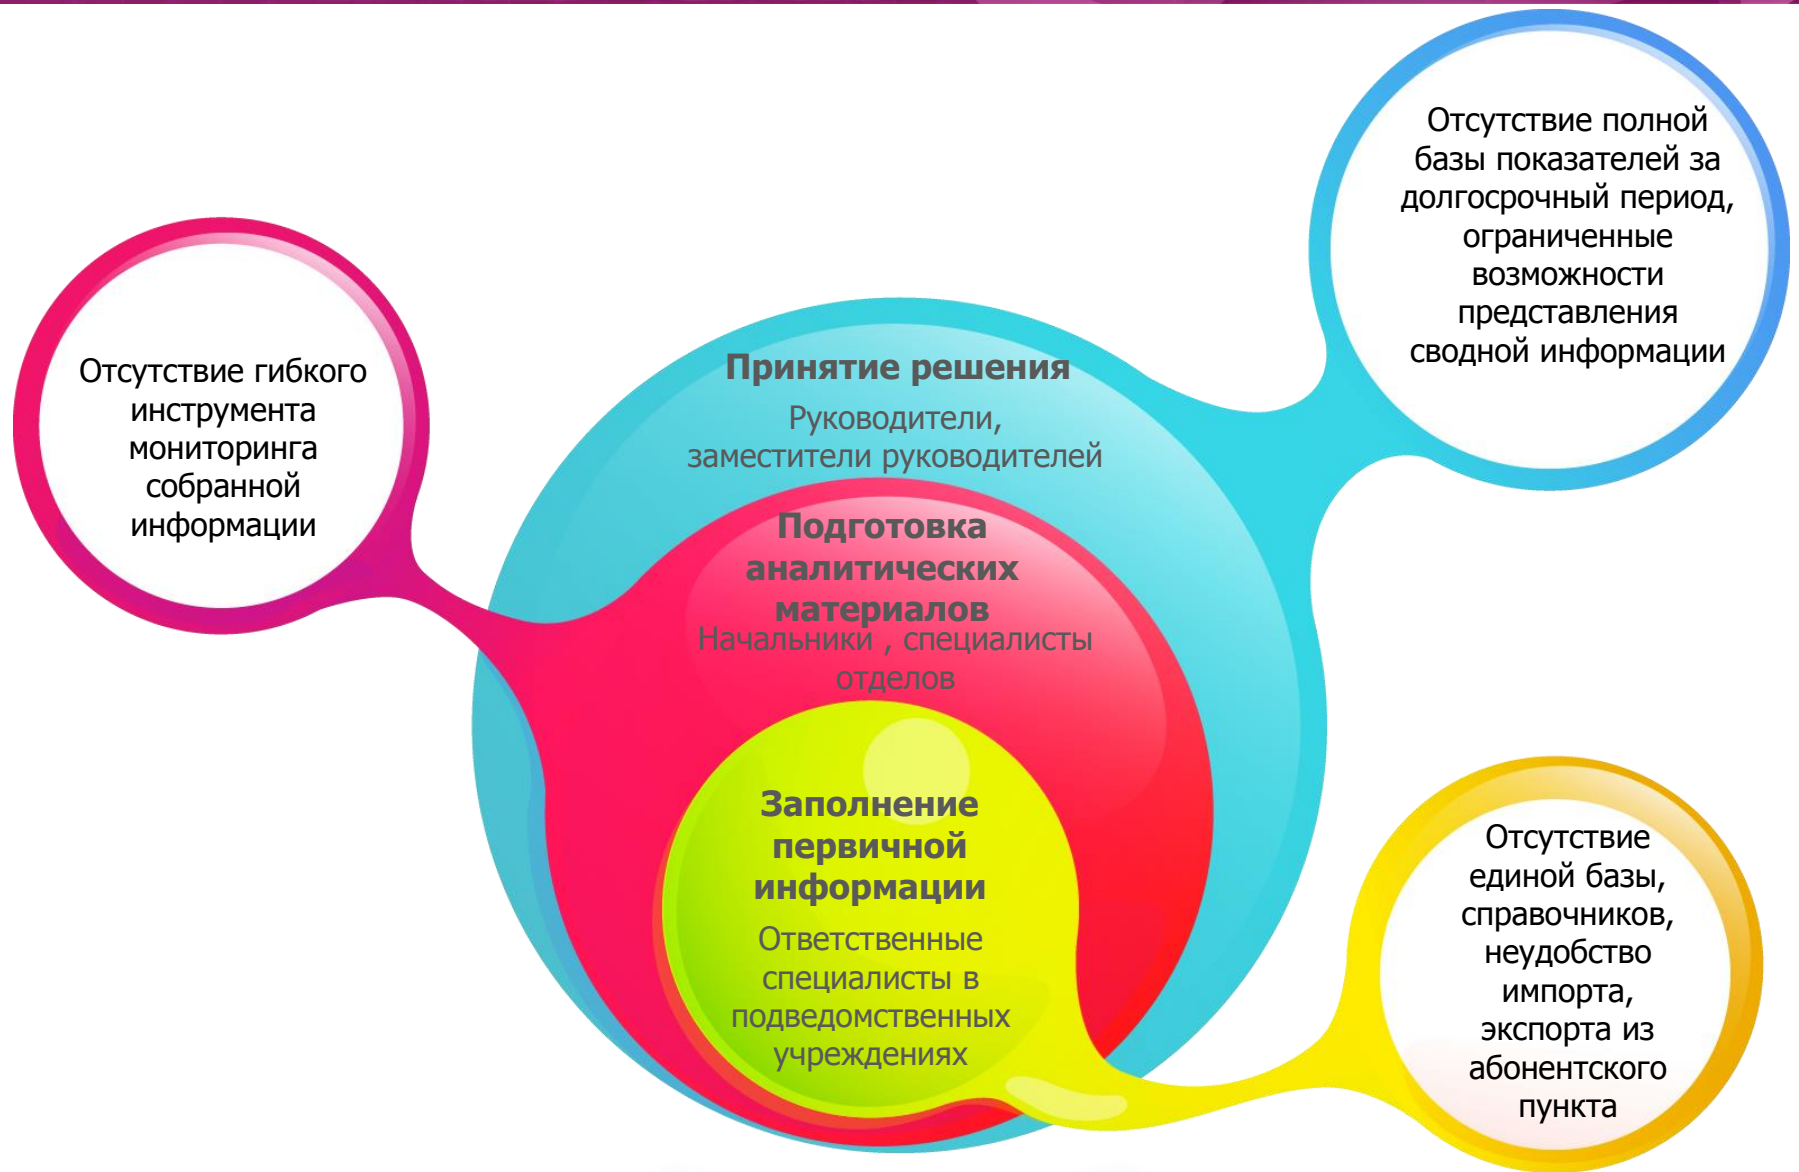 Отсутствие полной
базы показателей за
долгосрочный период,
ограниченные
возможности
представления
сводной информации
Отсутствие гибкого
инструмента
мониторинга
собранной
информации
Принятие решения
Руководители,
заместители руководителей
Подготовка
аналитических
материалов
Начальники , специалисты
отделов
Заполнение
первичной
информации
Ответственные
специалисты в
подведомственных
учреждениях
Отсутствие
единой базы,
справочников,
неудобство
импорта,
экспорта из
абонентского
пункта